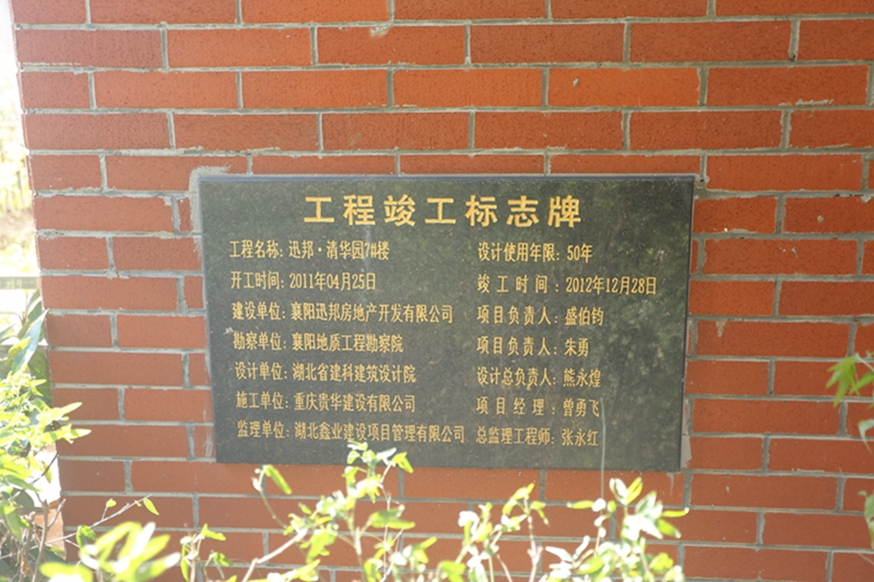 工程竣工标志牌
工程名称: 迅邦·清华园7#楼 设计使用年限: 50年
开工时间: 2011年04月25日 竣工时间: 2012年12月28日
建设单位: 襄阳迅邦房地产开发有限公司 项目负责人: 盛伯钧
勘察单位: 襄阳地质工程勘察院 项目负责人: 朱勇
设计单位: 湖北省建科建筑设计院 设计总负责人: 熊永煌
施工单位: 重庆贵华建设有限公司 项目经理: 曾勇飞
监理单位: 湖北鑫业建设项目管理有限公司 总监理工程师: 张永红